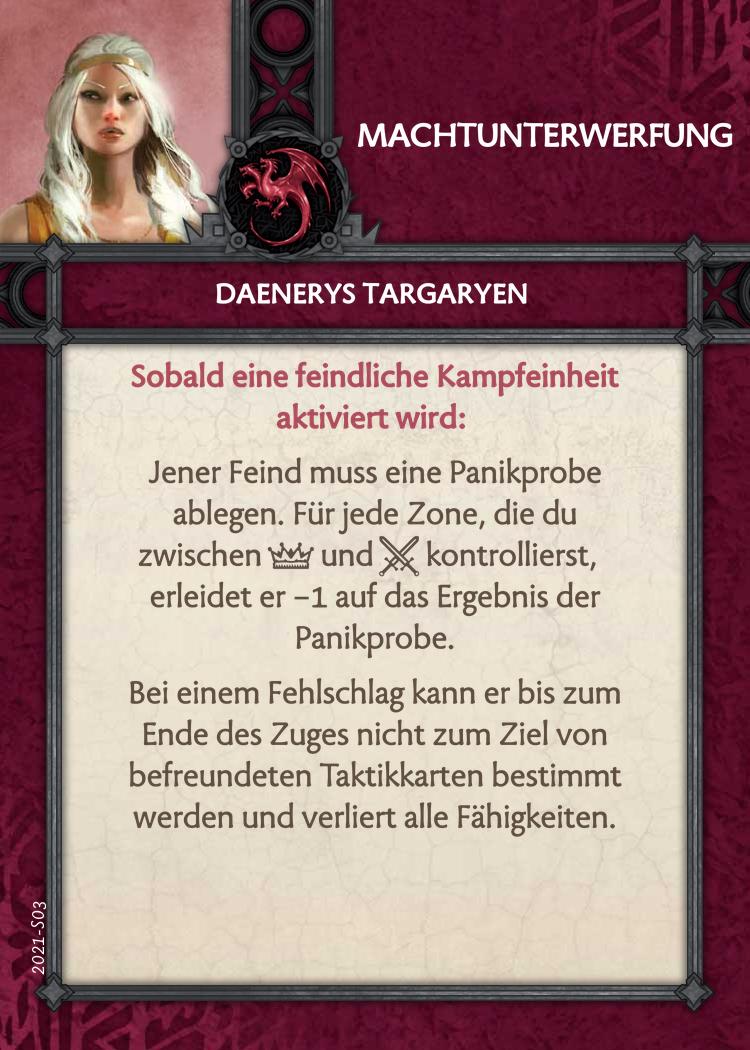 MACHTUNTERWERFUNG
DAENERYS TARGARYEN
Sobald eine feindliche Kampfeinheit
aktiviert wird:
Jener Feind muss eine Panikprobe
ablegen. Für jede Zone, die du
zwischen und kontrollierst,
erleidet er −1 auf das Ergebnis der
Panikprobe.
Bei einem Fehlschlag kann er bis zum
Ende des Zuges nicht zum Ziel von
befreundeten Taktikkarten bestimmt
werden und verliert alle Fähigkeiten.
2021-S03